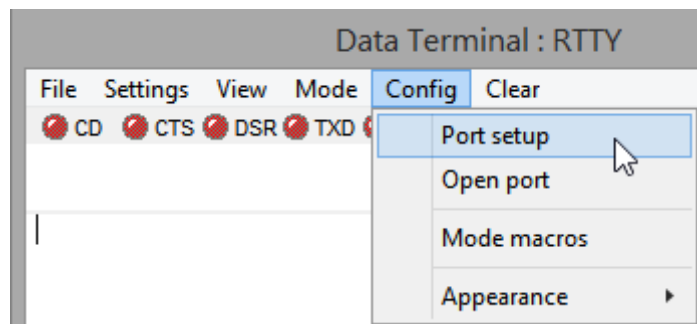 Data Terminal : RTTY
File Settings View Mode Config Clear
CD CTS DSR TXD
Port setup
Open port
Mode macros
Appearance